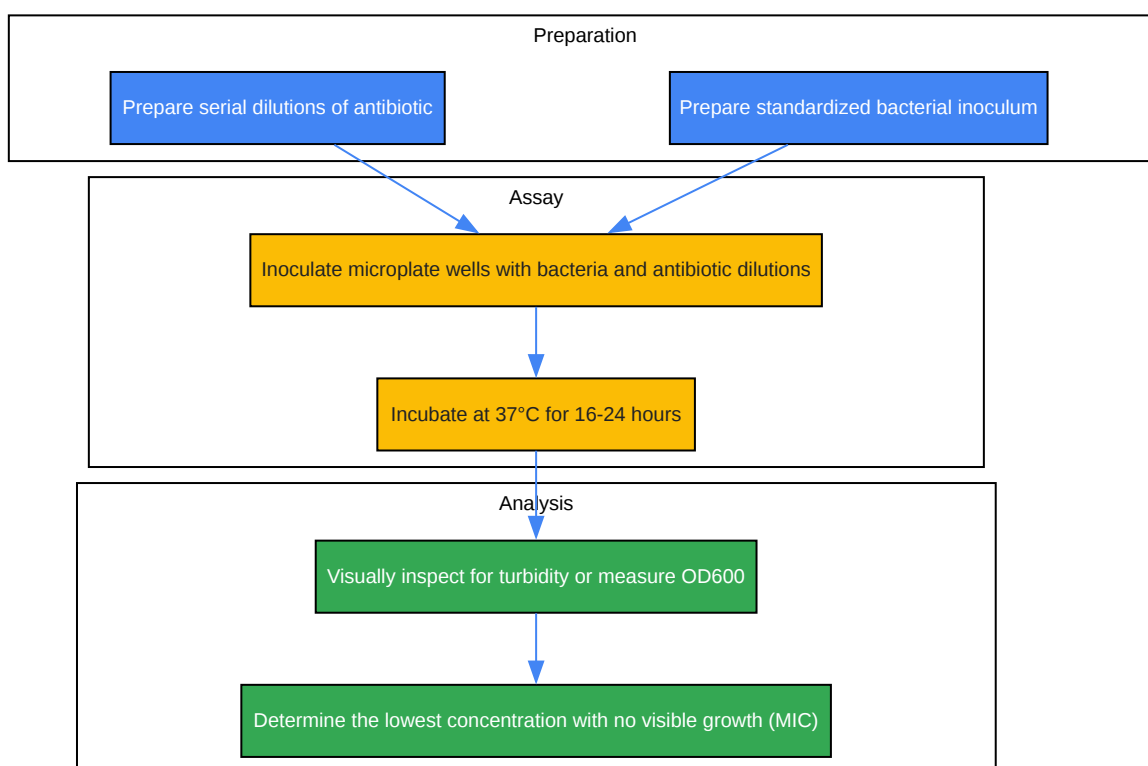 Preparation
Prepare serial dilutions of antibiotic
Prepare standardized bacterial inoculum
Assay
Inoculate microplate wells with bacteria and antibiotic dilutions
Incubate at 37°C for 16-24 hours
Analysis
Visually inspect for turbidity or measure OD600
Determine the lowest concentration with no visible growth (MIC)